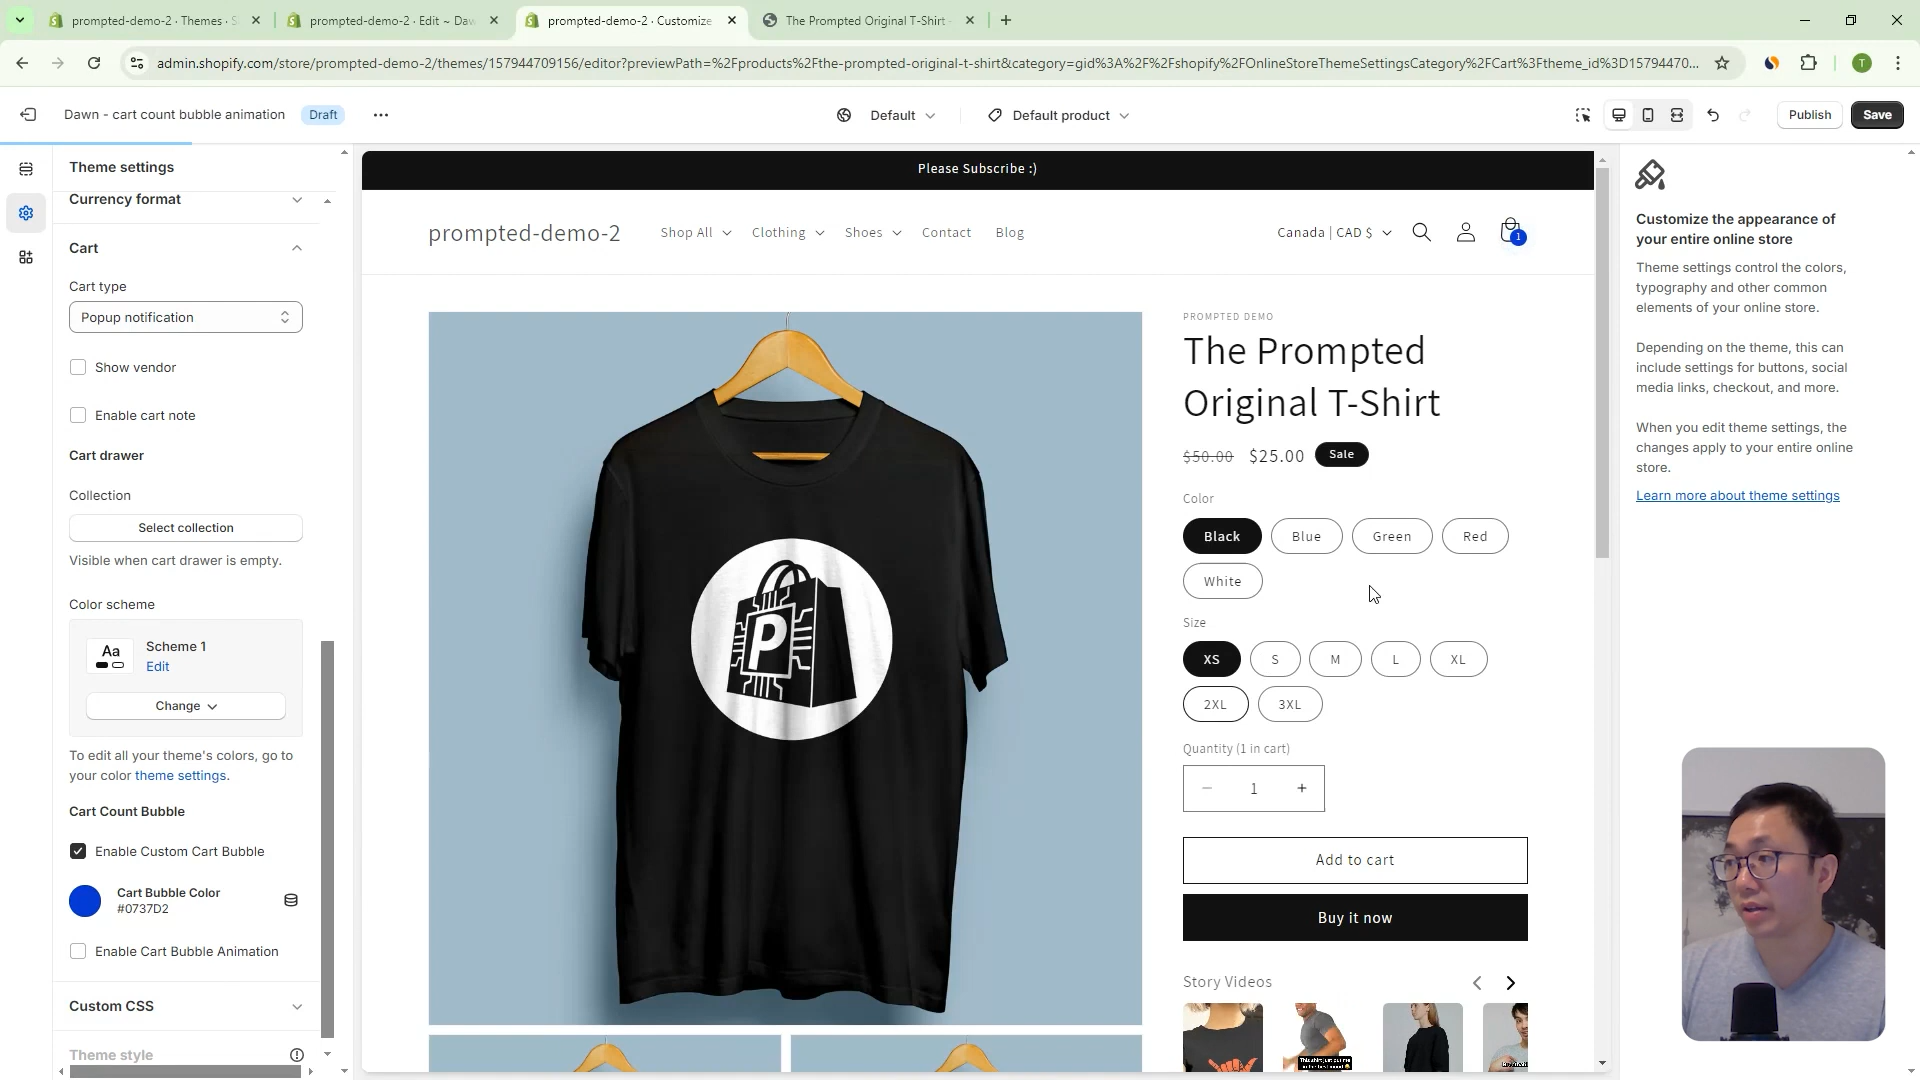 prompted-demo-2 · Themes · S
prompted-demo-2 · Edit ~ Daw
prompted-demo-2 · Customize
The Prompted Original T-Shirt
admin.shopify.com/store/prompted-demo-2/themes/157944709156/editor?previewPath=%2Fproducts%2Fthe-prompted-original-t-shirt&category=gid%3A%2F%2Fshopify%2FOnlineStoreThemeSettingsCategory%2FCart%3Ftheme_id%3D15794470...
T
Dawn - cart count bubble animation
Draft
Default
Default product
Publish
Save
Theme settings
Currency format
Cart
Cart type
Popup notification
Show vendor
Enable cart note
Cart drawer
Collection
Select collection
Visible when cart drawer is empty.
Color scheme
Aa
Scheme 1
Edit
Change
To edit all your theme's colors, go to
your color theme settings.
Cart Count Bubble
Enable Custom Cart Bubble
Cart Bubble Color
#0737D2
Enable Cart Bubble Animation
Custom CSS
Theme style
Please Subscribe :)
prompted-demo-2
Shop All
Clothing
Shoes
Contact
Blog
Canada | CAD $
1
P
PROMPTED DEMO
The Prompted
Original T-Shirt
$50.00
$25.00
Sale
Color
Black
Blue
Green
Red
White
Size
XS
S
M
L
XL
2XL
3XL
Quantity (1 in cart)
1
Add to cart
Buy it now
Story Videos
Customize the appearance of
your entire online store
Theme settings control the colors,
typography and other common
elements of your online store.
Depending on the theme, this can
include settings for buttons, social
media links, checkout, and more.
When you edit theme settings, the
changes apply to your entire online
store.
Learn more about theme settings